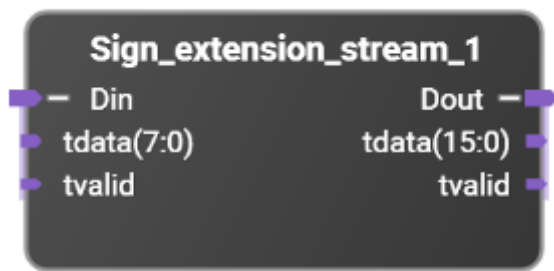 Sign_extension_stream_1
Din Dout
tdata(7:0) tdata(15:0)
tvalid tvalid